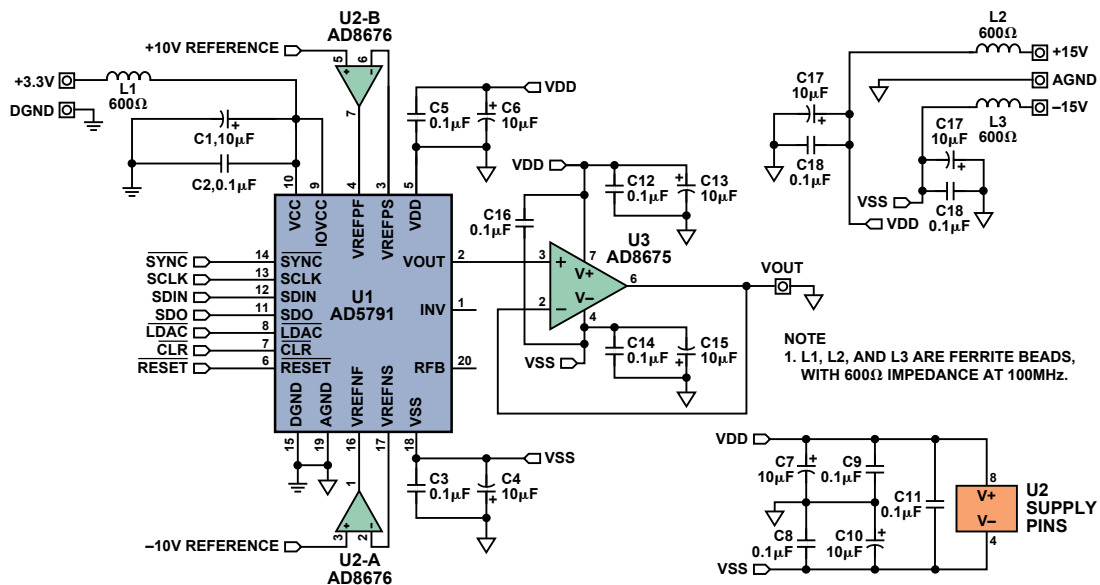 U2-B
AD8676
+10V REFERENCE
5
6
+
–
7
+3.3V
L1
600Ω
DGND
C1,10µF
+
C2,0.1µF
C5
0.1µF
C6
10µF
+
VDD
10
9
4
3
5
VCC
IOVCC
VREFPF
VREFPS
VDD
SYNC
SCLK
SDIN
SDO
LDAC
CLR
RESET
14
13
12
11
8
7
6
SYNC
SCLK
SDIN
SDO
LDAC
CLR
RESET
U1
AD5791
VOUT
2
INV
1
RFB
20
DGND
AGND
VREFNF
VREFNS
VSS
15
19
16
17
18
1
+
–
3
2
–10V REFERENCE
U2-A
AD8676
VSS
C3
0.1µF
C4
10µF
+
VDD
C16
0.1µF
C12
0.1µF
C13
10µF
+
U3
AD8675
3
+
2
–
7
V+
V–
4
6
VSS
C14
0.1µF
C15
10µF
+
VOUT
L2
600Ω
+15V
AGND
–15V
L3
600Ω
C17
10µF
+
C18
0.1µF
C17
10µF
+
C18
0.1µF
VSS
VDD
NOTE
1. L1, L2, AND L3 ARE FERRITE BEADS,
WITH 600Ω IMPEDANCE AT 100MHz.
VDD
C7
10µF
+
C9
0.1µF
C11
0.1µF
C8
0.1µF
C10
10µF
+
VSS
8
V+
V–
4
U2
SUPPLY
PINS